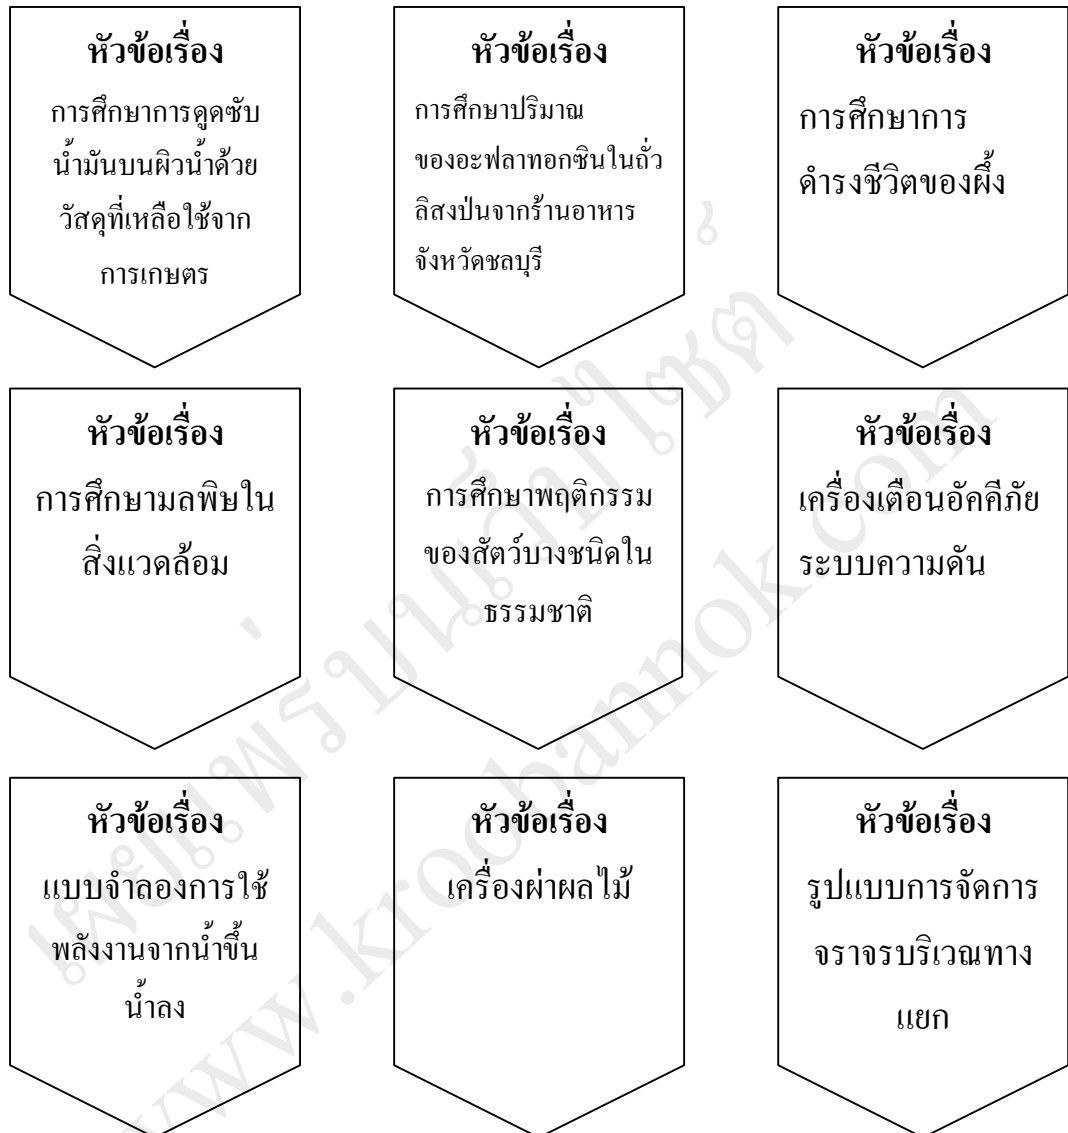 หัวข้อเรื่อง
การศึกษาการดูดซับ
น้ำมันบนผิวน้ำด้วย
วัสดุที่เหลือใช้จาก
การเกษตร
หัวข้อเรื่อง
การศึกษาปริมาณ
ของอะฟลาทอกซินในถั่ว
ลิสงป่นจากร้านอาหาร
จังหวัดชลบุรี
หัวข้อเรื่อง
การศึกษาการ
ดำรงชีวิตของผึ้ง
หัวข้อเรื่อง
การศึกษามลพิษใน
สิ่งแวดล้อม
หัวข้อเรื่อง
การศึกษาพฤติกรรม
ของสัตว์บางชนิดใน
ธรรมชาติ
หัวข้อเรื่อง
เครื่องเตือนอัคคีภัย
ระบบความดัน
หัวข้อเรื่อง
แบบจำลองการใช้
พลังงานจากน้ำขึ้น
น้ำลง
หัวข้อเรื่อง
เครื่องผ่าผลไม้
หัวข้อเรื่อง
รูปแบบการจัดการ
จราจรบริเวณทาง
แยก
เผยแพร่บนเว็บไซต์
www.kroobannok.com